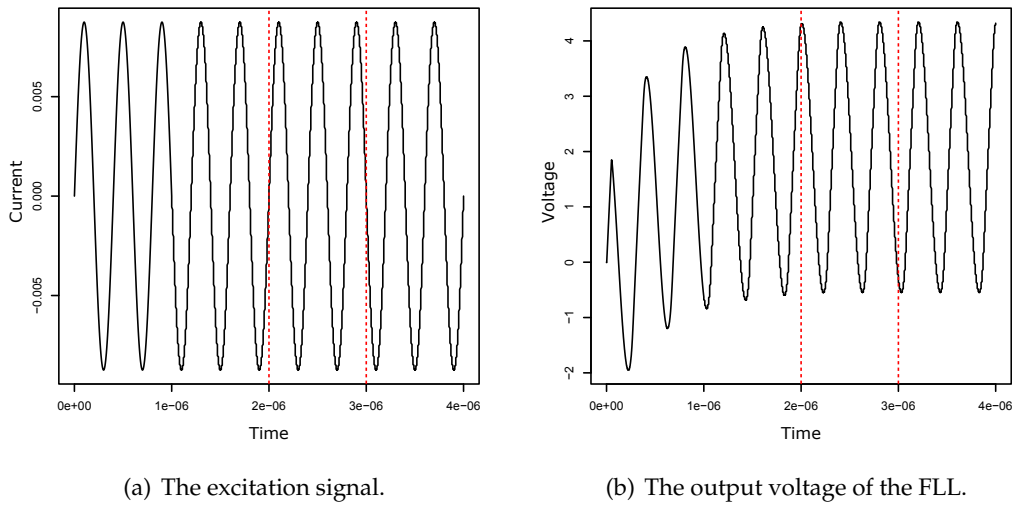 0.005
0.000
−0.005
Current
0e+00 1e−06 2e−06 3e−06 4e−06
Time
(a) The excitation signal.
4
3
2
1
0
−1
−2
Voltage
0e+00 1e−06 2e−06 3e−06 4e−06
Time
(b) The output voltage of the FLL.